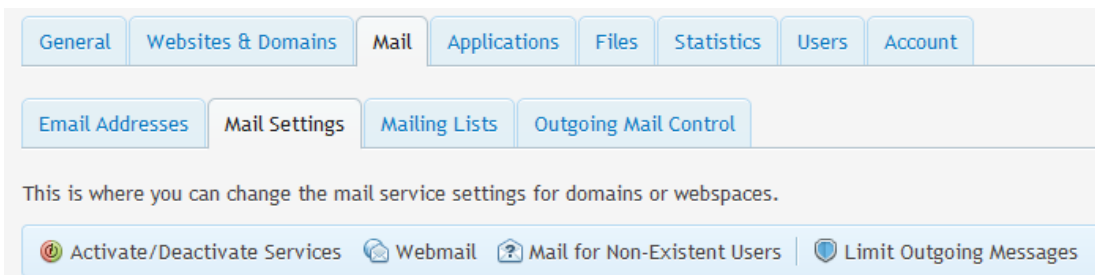 General Websites & Domains Mail Applications Files Statistics Users Account
Email Addresses Mail Settings Mailing Lists Outgoing Mail Control
This is where you can change the mail service settings for domains or webspaces.
Activate/Deactivate Services Webmail Mail for Non-Existent Users Limit Outgoing Messages